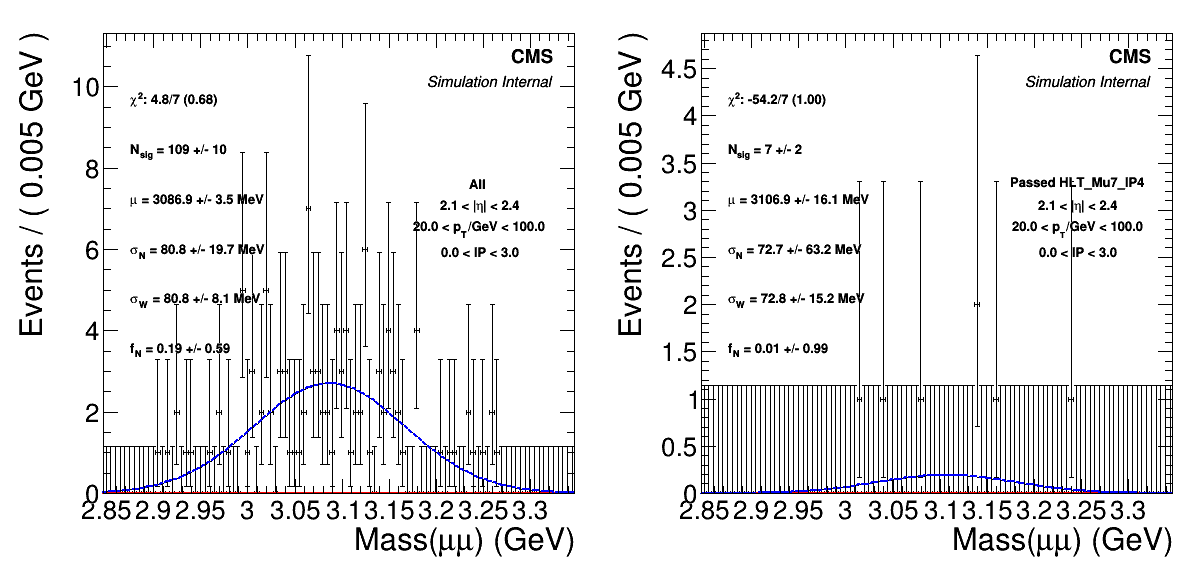 Events / ( 0.005 GeV )
CMS
Simulation Internal
χ²: 4.8/7 (0.68)
N_sig = 109 +/- 10
μ = 3086.9 +/- 3.5 MeV
σ_N = 80.8 +/- 19.7 MeV
σ_W = 80.8 +/- 8.1 MeV
f_N = 0.19 +/- 0.59
All
2.1 < |η| < 2.4
20.0 < p_T/GeV < 100.0
0.0 < IP < 3.0
10
8
6
4
2
0
2.85 2.9 2.95 3 3.05 3.1 3.15 3.2 3.25 3.3
Mass(μμ) (GeV)
Events / ( 0.005 GeV )
CMS
Simulation Internal
χ²: -54.2/7 (1.00)
N_sig = 7 +/- 2
μ = 3106.9 +/- 16.1 MeV
σ_N = 72.7 +/- 63.2 MeV
σ_W = 72.8 +/- 15.2 MeV
f_N = 0.01 +/- 0.99
Passed HLT_Mu7_IP4
2.1 < |η| < 2.4
20.0 < p_T/GeV < 100.0
0.0 < IP < 3.0
4.5
4
3.5
3
2.5
2
1.5
1
0.5
0
2.85 2.9 2.95 3 3.05 3.1 3.15 3.2 3.25 3.3
Mass(μμ) (GeV)